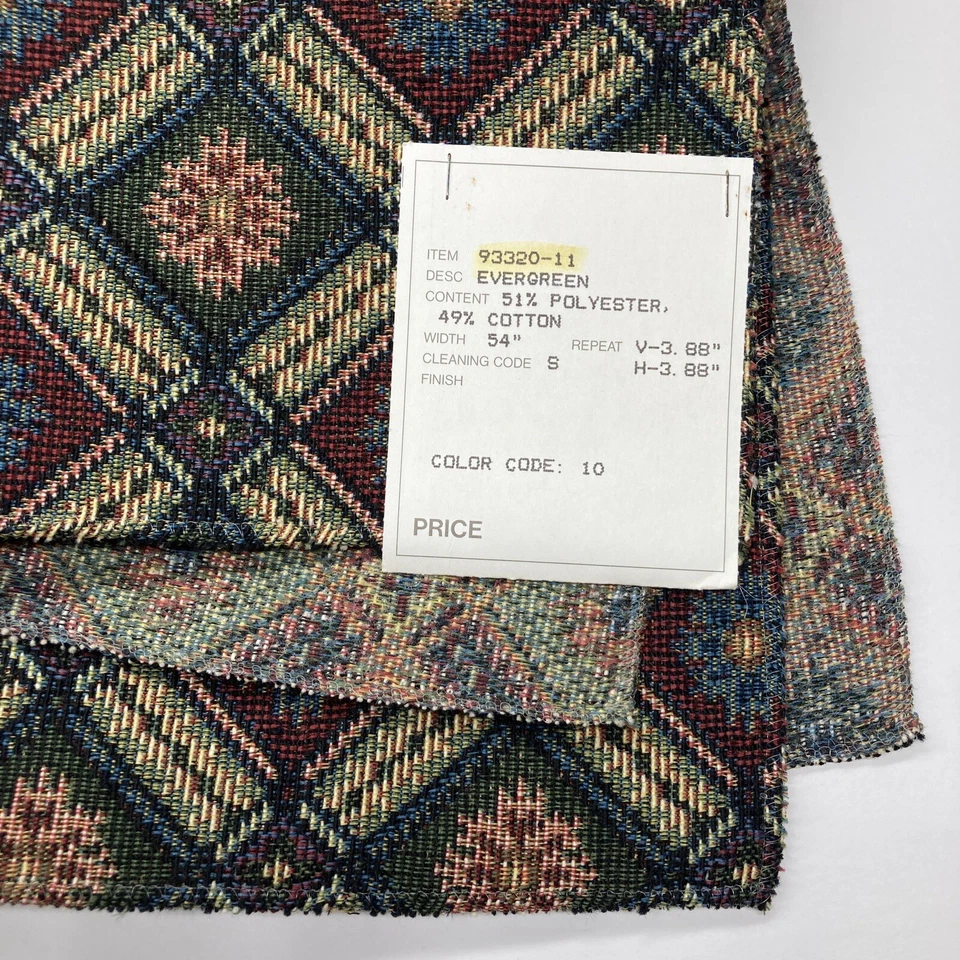 ITEM 93320-11
DESC EVERGREEN
CONTENT 51% POLYESTER,
49% COTTON
WIDTH 54" REPEAT V-3.88"
CLEANING CODE S H-3.88"
FINISH
COLOR CODE: 10
PRICE